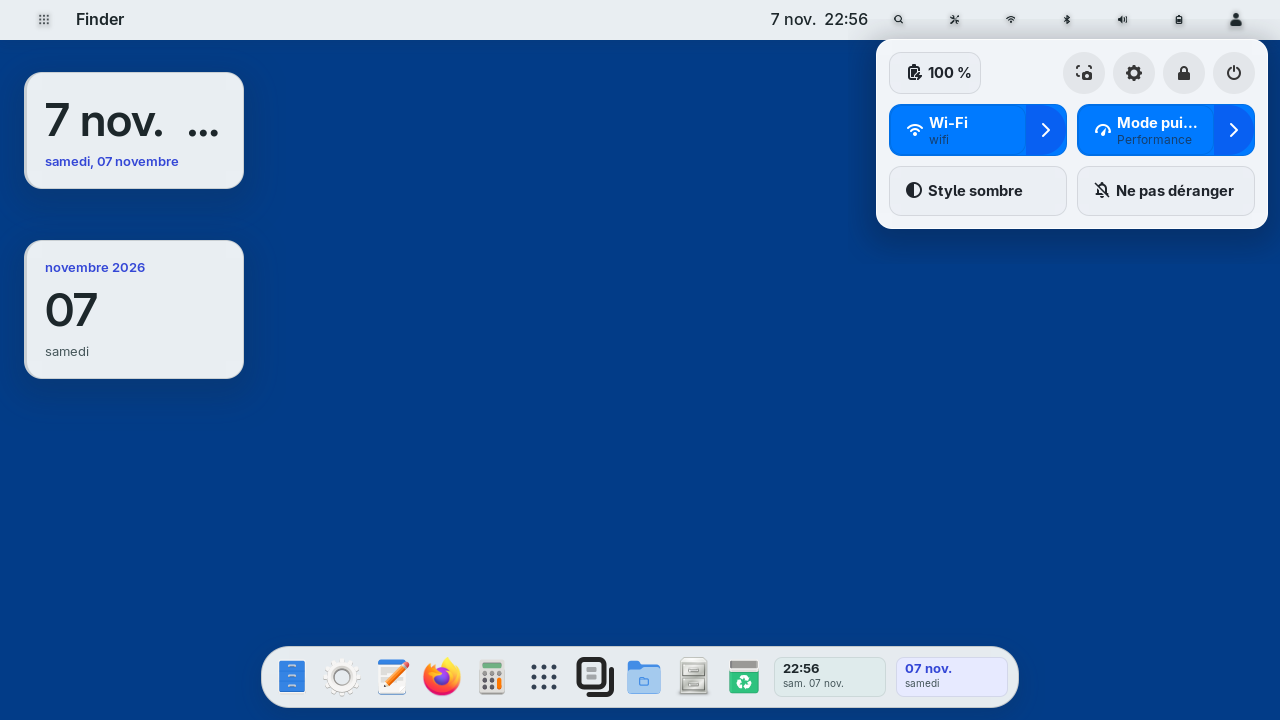 Finder
7 nov.  22:56
100 %
Wi-Fi
wifi
Mode pui...
Performance
Style sombre
Ne pas déranger
7 nov.  ...
samedi, 07 novembre
novembre 2026
07
samedi
22:56
sam. 07 nov.
07 nov.
samedi